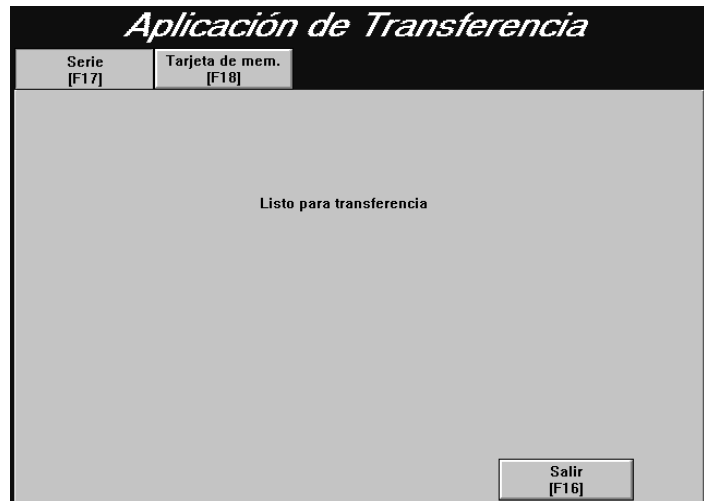 Aplicación de Transferencia
Serie
[F17]
Tarjeta de mem.
[F18]
Listo para transferencia
Salir
[F16]